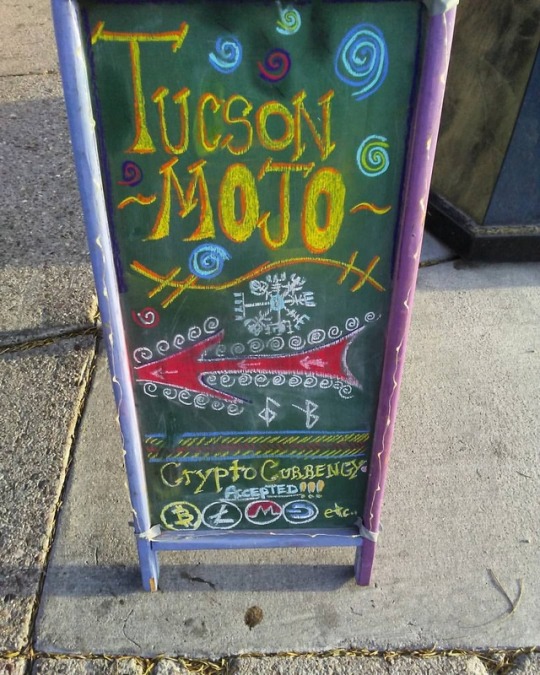 TUCSON
~MOJO~
CRYPTO CURRENCY
ACCEPTED!!!
etc..